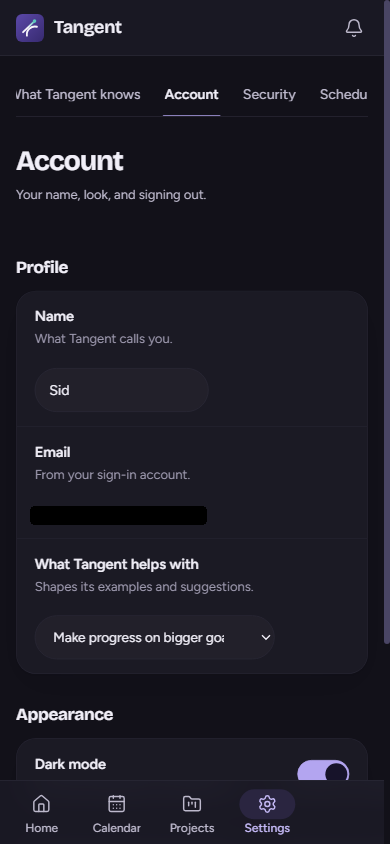 Tangent
What Tangent knows Account Security Schedu
Account
Your name, look, and signing out.
Profile
Name
What Tangent calls you.
Sid
Email
From your sign-in account.
What Tangent helps with
Shapes its examples and suggestions.
Make progress on bigger goa
Appearance
Dark mode
Home Calendar Projects Settings